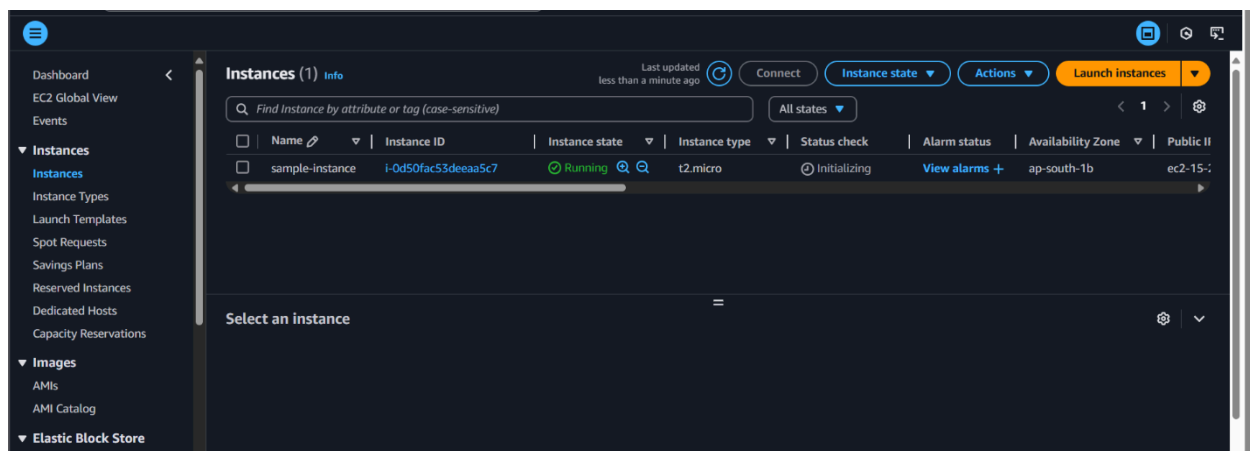 Dashboard
EC2 Global View
Events
Instances
Instances
Instance Types
Launch Templates
Spot Requests
Savings Plans
Reserved Instances
Dedicated Hosts
Capacity Reservations
Images
AMIs
AMI Catalog
Elastic Block Store
Instances (1) Info
Last updated
less than a minute ago
Connect
Instance state
Actions
Launch instances
Find Instance by attribute or tag (case-sensitive)
All states
1
Name Instance ID Instance state Instance type Status check Alarm status Availability Zone Public
sample-instance i-0d50fac53deeaa5c7 Running t2.micro Initializing View alarms + ap-south-1b ec2-15-
Select an instance